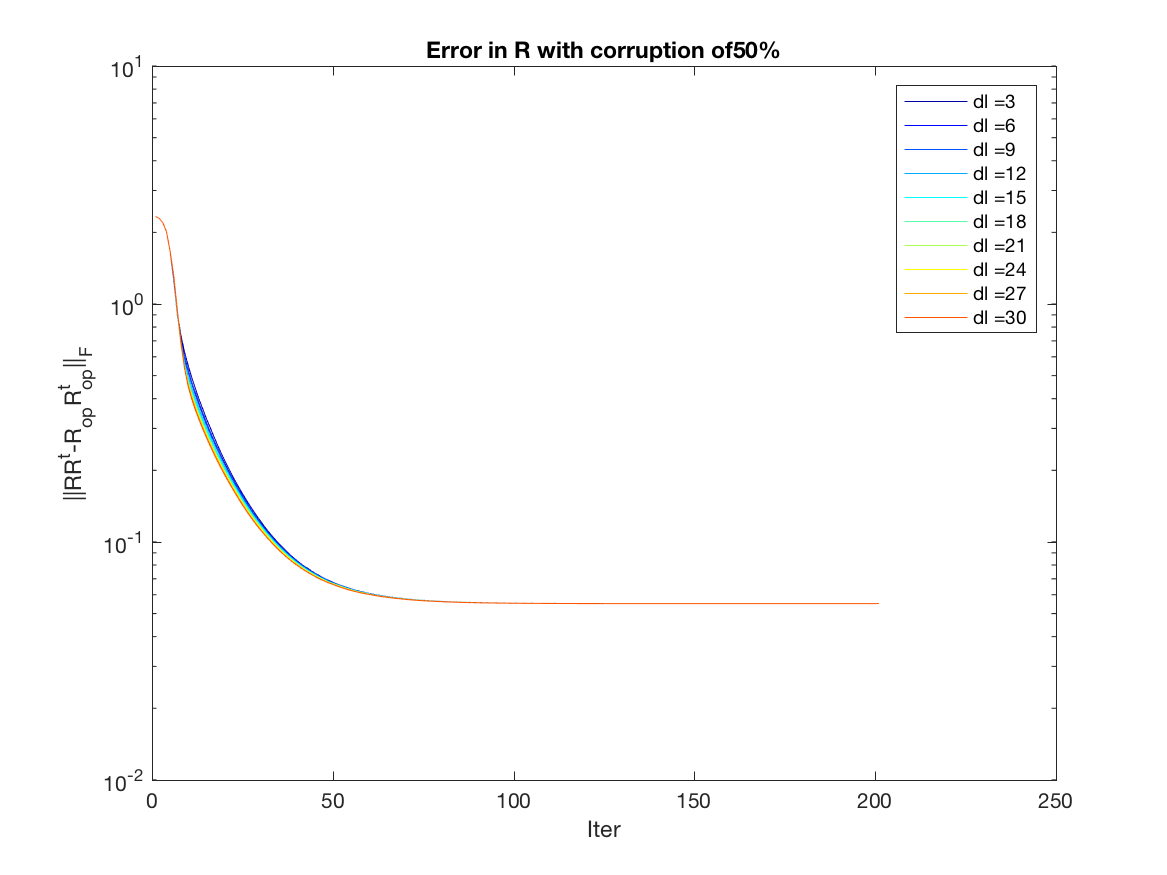 Error in R with corruption of50%
10^1
10^0
10^-1
10^-2
||RR^t-R_op R^t_op||_F
dl =3
dl =6
dl =9
dl =12
dl =15
dl =18
dl =21
dl =24
dl =27
dl =30
0 50 100 150 200 250
Iter